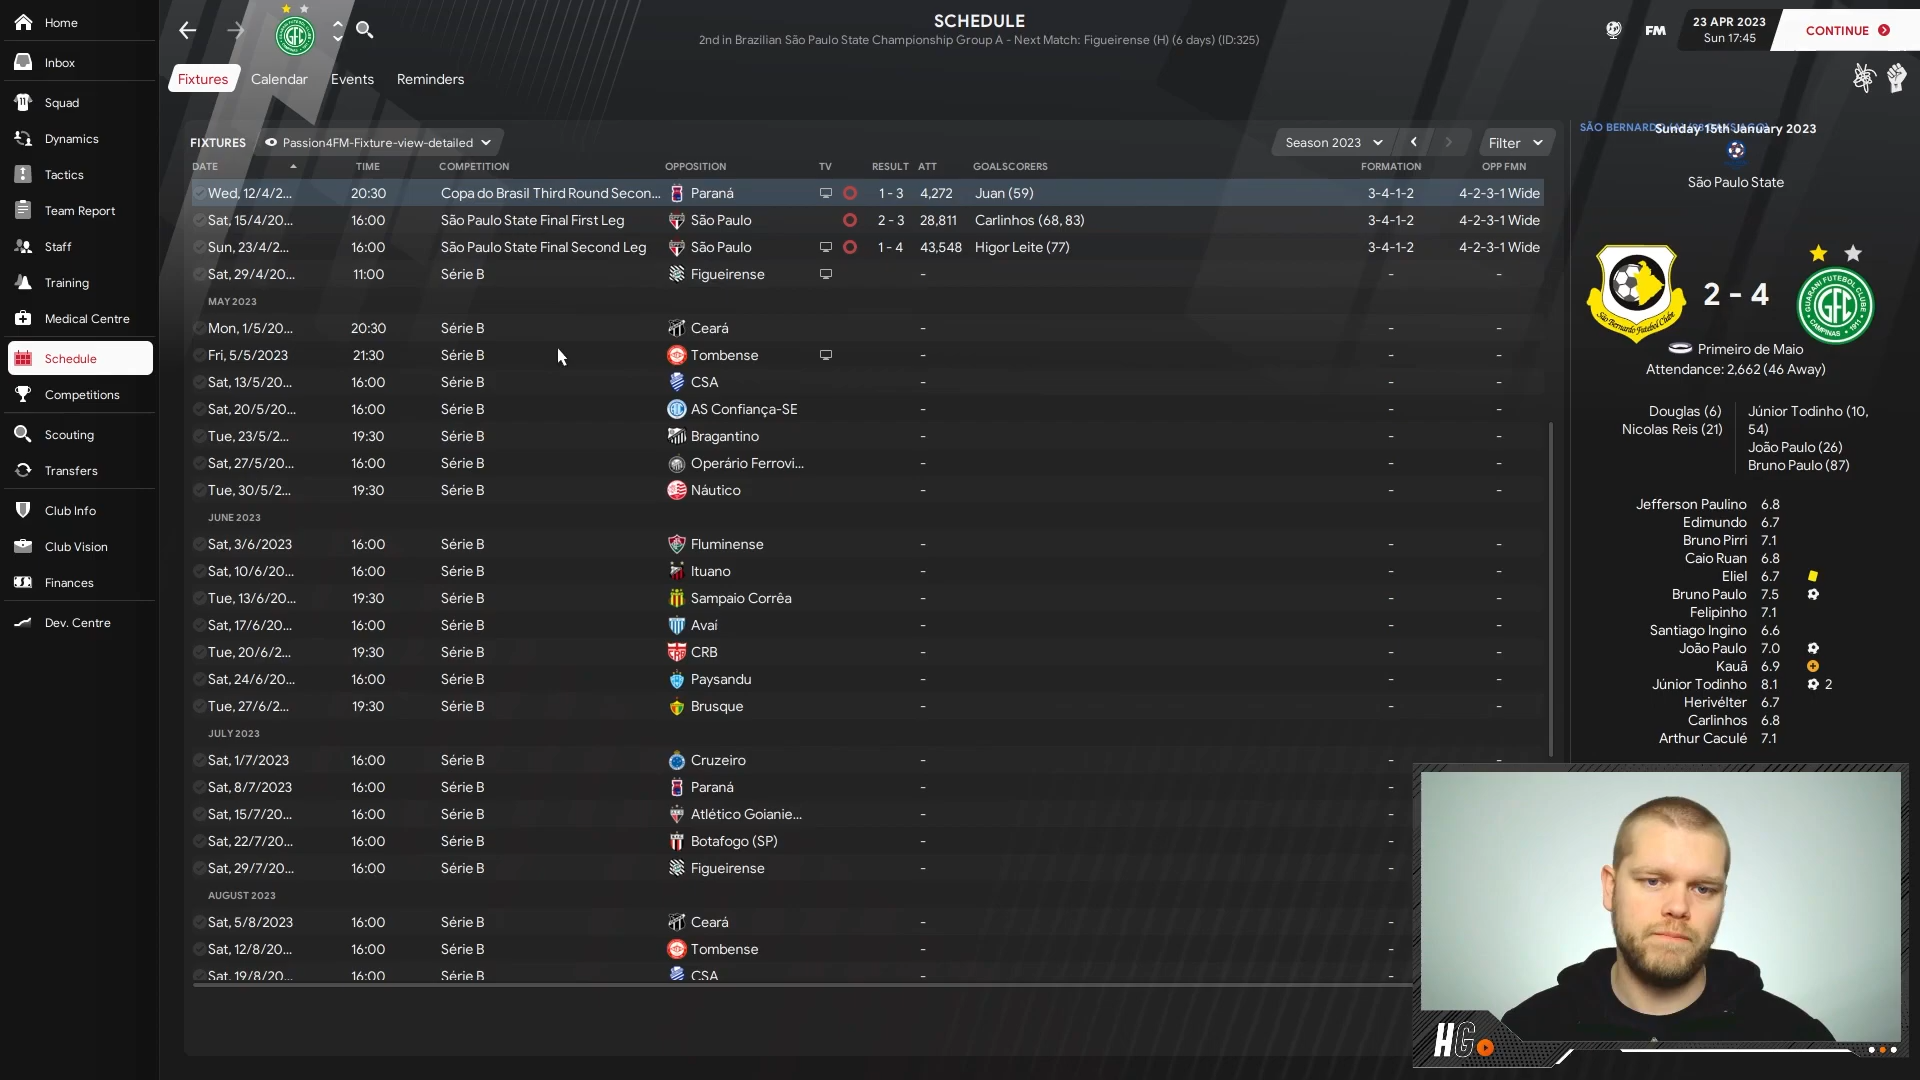 Home
Inbox
Squad
Dynamics
Tactics
Team Report
Staff
Training
Medical Centre
Schedule
Competitions
Scouting
Transfers
Club Info
Club Vision
Finances
Dev. Centre
SCHEDULE
2nd in Brazilian São Paulo State Championship Group A - Next Match: Figueirense (H) (6 days) (ID:325)
FM
23 APR 2023
Sun 17:45
CONTINUE
Fixtures Calendar Events Reminders
FIXTURES Passion4FM-Fixture-view-detailed Season 2023 Filter
DATE TIME COMPETITION OPPOSITION TV RESULT ATT GOALSCORERS FORMATION OPP FMN
Wed, 12/4/2... 20:30 Copa do Brasil Third Round Secon... Paraná 1 - 3 4,272 Juan (59) 3-4-1-2 4-2-3-1 Wide
Sat, 15/4/20... 16:00 São Paulo State Final First Leg São Paulo 2 - 3 28,811 Carlinhos (68, 83) 3-4-1-2 4-2-3-1 Wide
Sun, 23/4/2... 16:00 São Paulo State Final Second Leg São Paulo 1 - 4 43,548 Higor Leite (77) 3-4-1-2 4-2-3-1 Wide
Sat, 29/4/20... 11:00 Série B Figueirense - - -
MAY 2023
Mon, 1/5/20... 20:30 Série B Ceará - - -
Fri, 5/5/2023 21:30 Série B Tombense - - -
Sat, 13/5/20... 16:00 Série B CSA - - -
Sat, 20/5/20... 16:00 Série B AS Confiança-SE - - -
Tue, 23/5/2... 19:30 Série B Bragantino - - -
Sat, 27/5/20... 16:00 Série B Operário Ferrovi... - - -
Tue, 30/5/2... 19:30 Série B Náutico - - -
JUNE 2023
Sat, 3/6/2023 16:00 Série B Fluminense - - -
Sat, 10/6/20... 16:00 Série B Ituano - - -
Tue, 13/6/20... 19:30 Série B Sampaio Corrêa - - -
Sat, 17/6/20... 16:00 Série B Avaí - - -
Tue, 20/6/2... 19:30 Série B CRB - - -
Sat, 24/6/20... 16:00 Série B Paysandu - - -
Tue, 27/6/2... 19:30 Série B Brusque - - -
JULY 2023
Sat, 1/7/2023 16:00 Série B Cruzeiro - - -
Sat, 8/7/2023 16:00 Série B Paraná - -
Sat, 15/7/20... 16:00 Série B Atlético Goianie... - -
Sat, 22/7/20... 16:00 Série B Botafogo (SP) - -
Sat, 29/7/20... 16:00 Série B Figueirense - -
AUGUST 2023
Sat, 5/8/2023 16:00 Série B Ceará - -
Sat, 12/8/20... 16:00 Série B Tombense - -
Sat, 19/8/20... 16:00 Série B CSA - -
SÃO BERNARDO
Sunday 15th January 2023
São Paulo State
São Bernardo Futebol Clube
2 - 4
GUARANI FUTEBOL CLUBE
GFC
CAMPINAS 1911
Primeiro de Maio
Attendance: 2,662 (46 Away)
Douglas (6)
Nicolas Reis (21)
Júnior Todinho (10,
54)
João Paulo (26)
Bruno Paulo (87)
Jefferson Paulino 6.8
Edimundo 6.7
Bruno Pirri 7.1
Caio Ruan 6.8
Eliel 6.7
Bruno Paulo 7.5
Felipinho 7.1
Santiago Ingino 6.6
João Paulo 7.0
Kauã 6.9
Júnior Todinho 8.1 2
Herivélter 6.7
Carlinhos 6.8
Arthur Caculé 7.1
HG